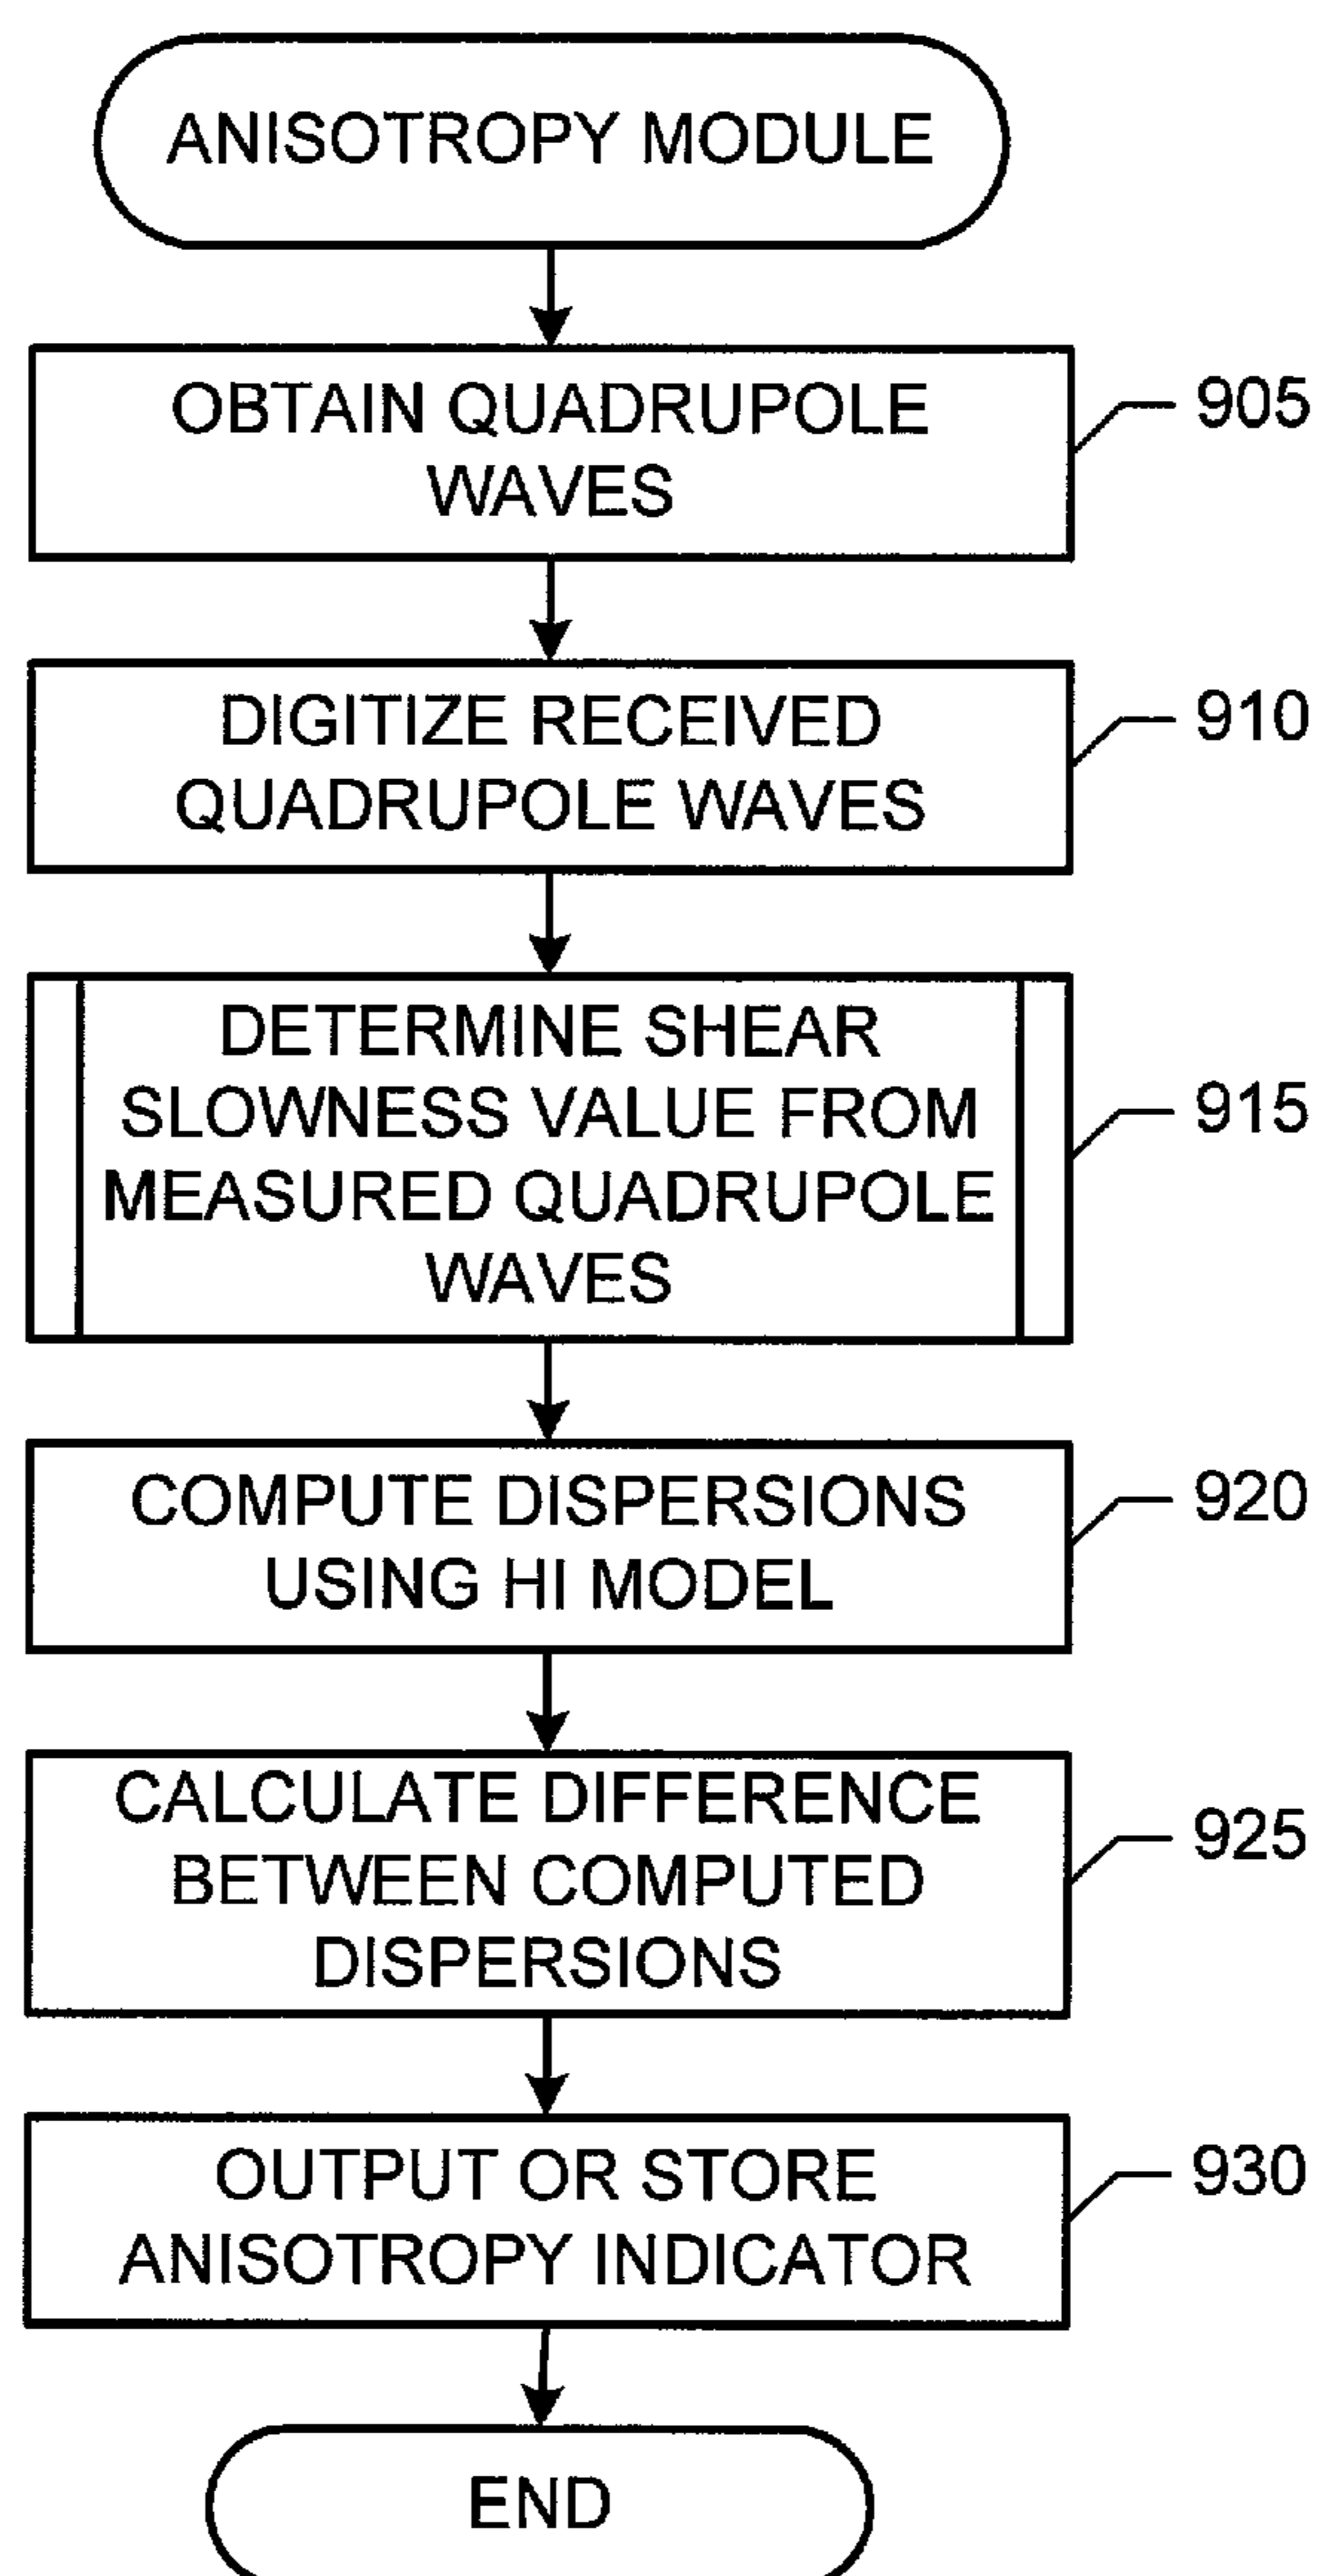 ANISOTROPY MODULE
OBTAIN QUADRUPOLE
WAVES
905
DIGITIZE RECEIVED
QUADRUPOLE WAVES
910
DETERMINE SHEAR
SLOWNESS VALUE FROM
MEASURED QUADRUPOLE
WAVES
915
COMPUTE DISPERSIONS
USING HI MODEL
920
CALCULATE DIFFERENCE
BETWEEN COMPUTED
DISPERSIONS
925
OUTPUT OR STORE
ANISOTROPY INDICATOR
930
END